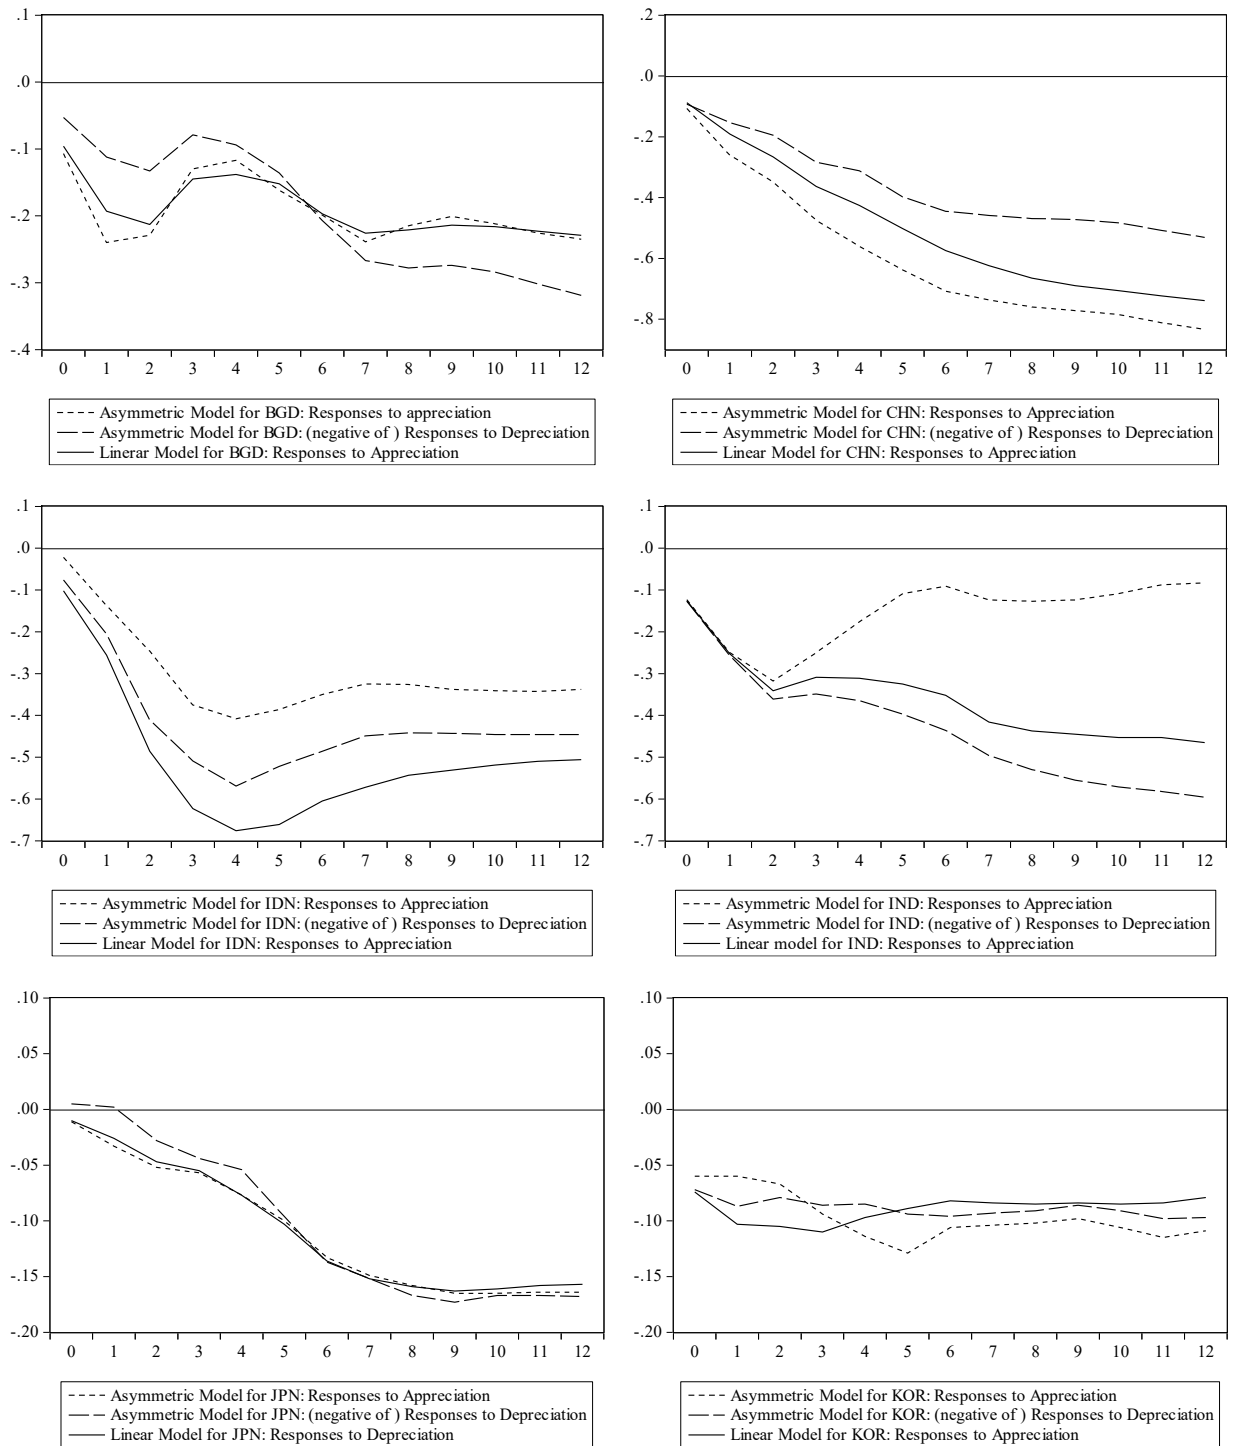 .1
.0
-.1
-.2
-.3
-.4
0 1 2 3 4 5 6 7 8 9 10 11 12
Asymmetric Model for BGD: Responses to appreciation
Asymmetric Model for BGD: (negative of ) Responses to Depreciation
Linerar Model for BGD: Responses to Appreciation
.2
.0
-.2
-.4
-.6
-.8
0 1 2 3 4 5 6 7 8 9 10 11 12
Asymmetric Model for CHN: Responses to Appreciation
Asymmetric Model for CHN: (negative of ) Responses to Depreciation
Linear Model for CHN: Responses to Appreciation
.1
.0
-.1
-.2
-.3
-.4
-.5
-.6
-.7
0 1 2 3 4 5 6 7 8 9 10 11 12
Asymmetric Model for IDN: Responses to Appreciation
Asymmetric Model for IDN: (negative of ) Responses to Depreciation
Linear Model for IDN: Responses to Appreciation
.1
.0
-.1
-.2
-.3
-.4
-.5
-.6
-.7
0 1 2 3 4 5 6 7 8 9 10 11 12
Asymmetric Model for IND: Responses to Appreciation
Asymmetric Model for IND: (negative of ) Responses to Depreciation
Linear model for IND: Responses to Appreciation
.10
.05
.00
-.05
-.10
-.15
-.20
0 1 2 3 4 5 6 7 8 9 10 11 12
Asymmetric Model for JPN: Responses to Appreciation
Asymmetric Model for JPN: (negative of ) Responses to Depreciation
Linear Model for JPN: Responses to Depreciation
.10
.05
.00
-.05
-.10
-.15
-.20
0 1 2 3 4 5 6 7 8 9 10 11 12
Asymmetric Model for KOR: Responses to Appreciation
Asymmetric Model for KOR: (negative of ) Responses to Depreciation
Linear Model for KOR: Responses to Appreciation